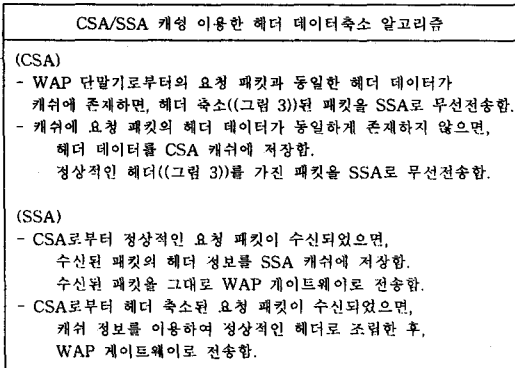 CSA/SSA 캐슁 이용한 헤더 데이터축소 알고리즘
(CSA)
- WAP 단말기로부터의 요청 패킷과 동일한 헤더 데이터가
캐쉬에 존재하면, 헤더 축소((그림 3))된 패킷을 SSA로 무선전송함.
- 캐쉬에 요청 패킷의 헤더 데이터가 동일하게 존재하지 않으면,
헤더 데이터를 CSA 캐쉬에 저장함.
정상적인 헤더((그림 3))를 가진 패킷을 SSA로 무선전송함.
(SSA)
- CSA로부터 정상적인 요청 패킷이 수신되었으면,
수신된 패킷의 헤더 정보를 SSA 캐쉬에 저장함.
수신된 패킷을 그대로 WAP 게이트웨이로 전송함.
- CSA로부터 헤더 축소된 요청 패킷이 수신되었으면,
캐쉬 정보를 이용하여 정상적인 헤더로 조립한 후,
WAP 게이트웨이로 전송함.